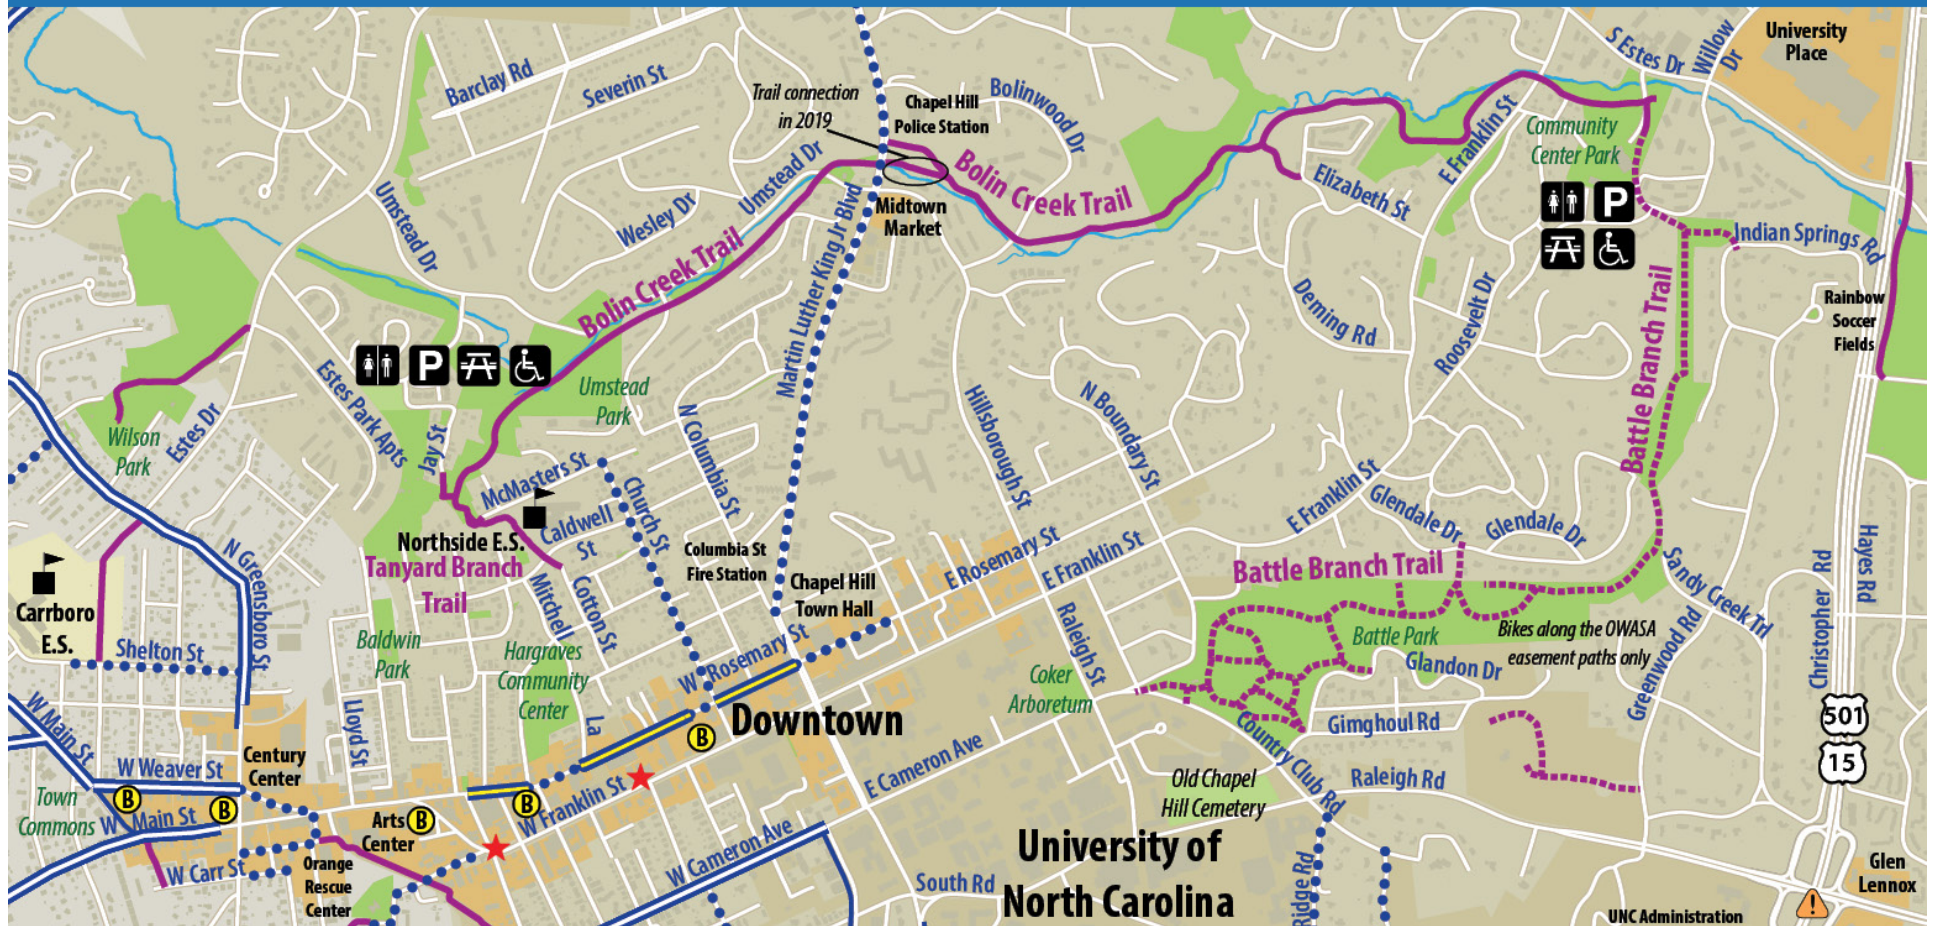 Barclay Rd
Severin St
Trail connection
in 2019
Chapel Hill
Police Station
Bolinwood Dr
S Estes Dr
Willow
Dr
University
Place
Community
Center Park
E Franklin St
Elizabeth St
Umstead Dr
Wesley Dr
Umstead Dr
Bolin Creek Trail
Midtown
Market
Bolin Creek Trail
Martin Luther King Jr Blvd
P
Indian Springs Rd
Rainbow
Soccer
Fields
Deming Rd
Roosevelt Dr
Battle Branch Trail
Wilson
Park
Estes Dr
Estes Park Apts
P
Jay St
Umstead
Park
N Columbia St
Hillsborough St
N Boundary St
McMasters St
Church St
Caldwell
St
Northside E.S.
Tanyard Branch
Trail
Columbia St
Fire Station
Chapel Hill
Town Hall
E Rosemary St
E Franklin St
E Franklin St
Glendale Dr
Glendale Dr
Battle Branch Trail
Sandy Creek Trl
Hayes Rd
Christopher Rd
Carrboro
E.S.
Shelton St
N Greensboro St
Baldwin
Park
Mitchell
La
Cotton St
Hargraves
Community
Center
W Rosemary St
Raleigh St
Coker
Arboretum
Battle Park
Bikes along the OWASA
easement paths only
Glandon Dr
Greenwood Rd
Gimghoul Rd
Country Club Rd
Raleigh Rd
501
15
W Main St
W Weaver St
Century
Center
Lloyd St
B
Downtown
Town
Commons
B
B
W Main St
Arts
Center
B
B
W Franklin St
E Cameron Ave
W Cameron Ave
Old Chapel
Hill Cemetery
W Carr St
Orange
Rescue
Center
University of
North Carolina
South Rd
Ridge Rd
Glen
Lennox
UNC Administration
!